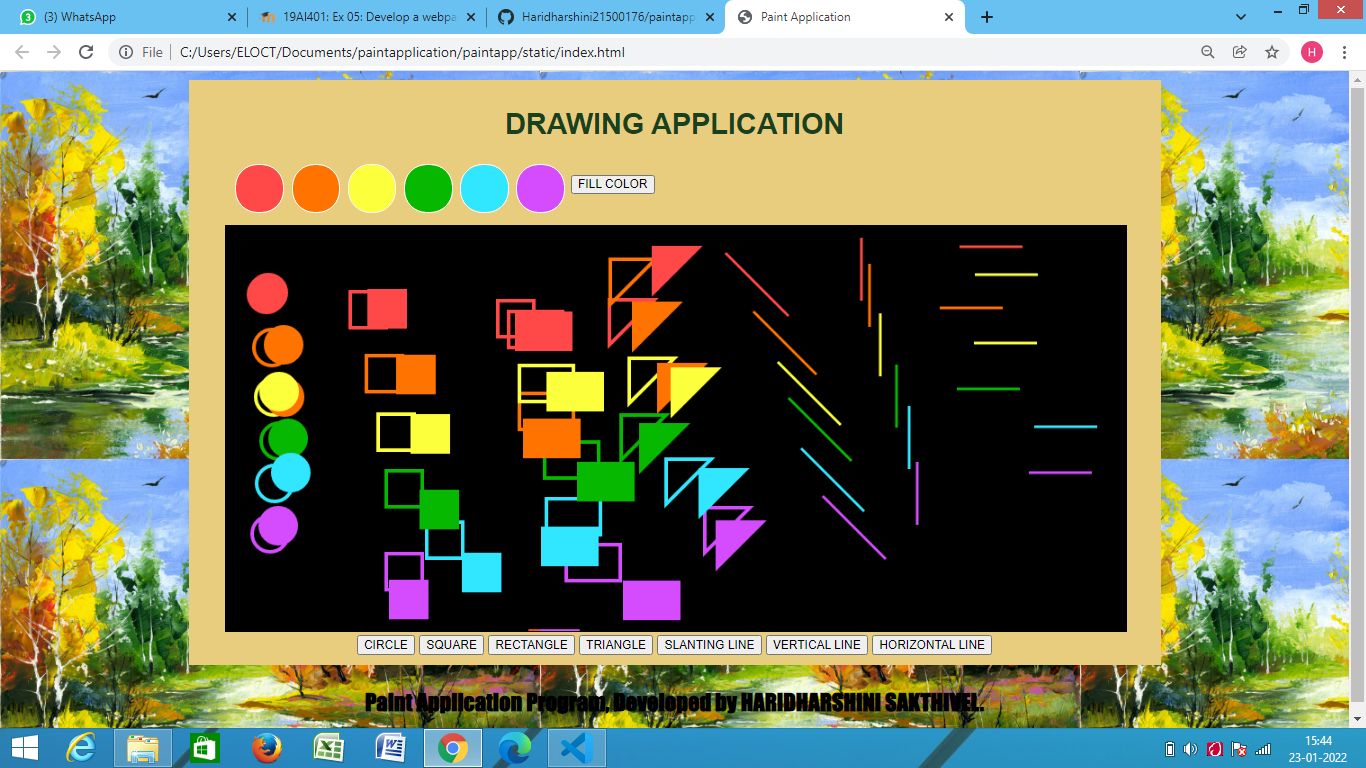 3 (3) WhatsApp
19AI401: Ex 05: Develop a webpa
Haridharshini21500176/paintapp
Paint Application
File C:/Users/ELOCT/Documents/paintapplication/paintapp/static/index.html
H
DRAWING APPLICATION
FILL COLOR
CIRCLE SQUARE RECTANGLE TRIANGLE SLANTING LINE VERTICAL LINE HORIZONTAL LINE
Paint Application Program, Developed by HARIDHARSHINI SAKTHIVEL.
15:44
23-01-2022